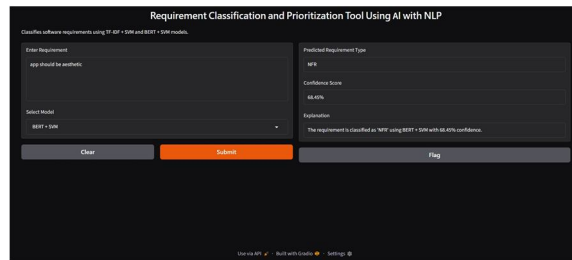 Requirement Classification and Prioritization Tool Using AI with NLP
Classifies software requirements using TF-IDF + SVM and BERT + SVM models.
Enter Requirement
app should be aesthetic
Select Model
BERT + SVM
Clear
Submit
Predicted Requirement Type
NFR
Confidence Score
68.45%
Explanation
The requirement is classified as 'NFR' using BERT + SVM with 68.45% confidence.
Flag
Use via API · Built with Gradio · Settings